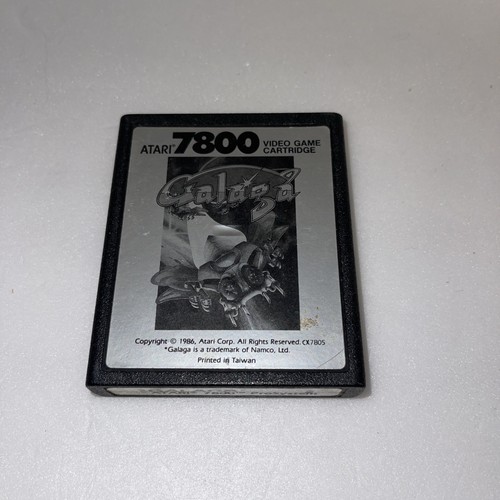 ATARI® 7800 VIDEO GAME
CARTRIDGE
Galaga
Copyright © 1986, Atari Corp. All Rights Reserved. CX7805
*Galaga is a trademark of Namco, Ltd.
Printed in Taiwan